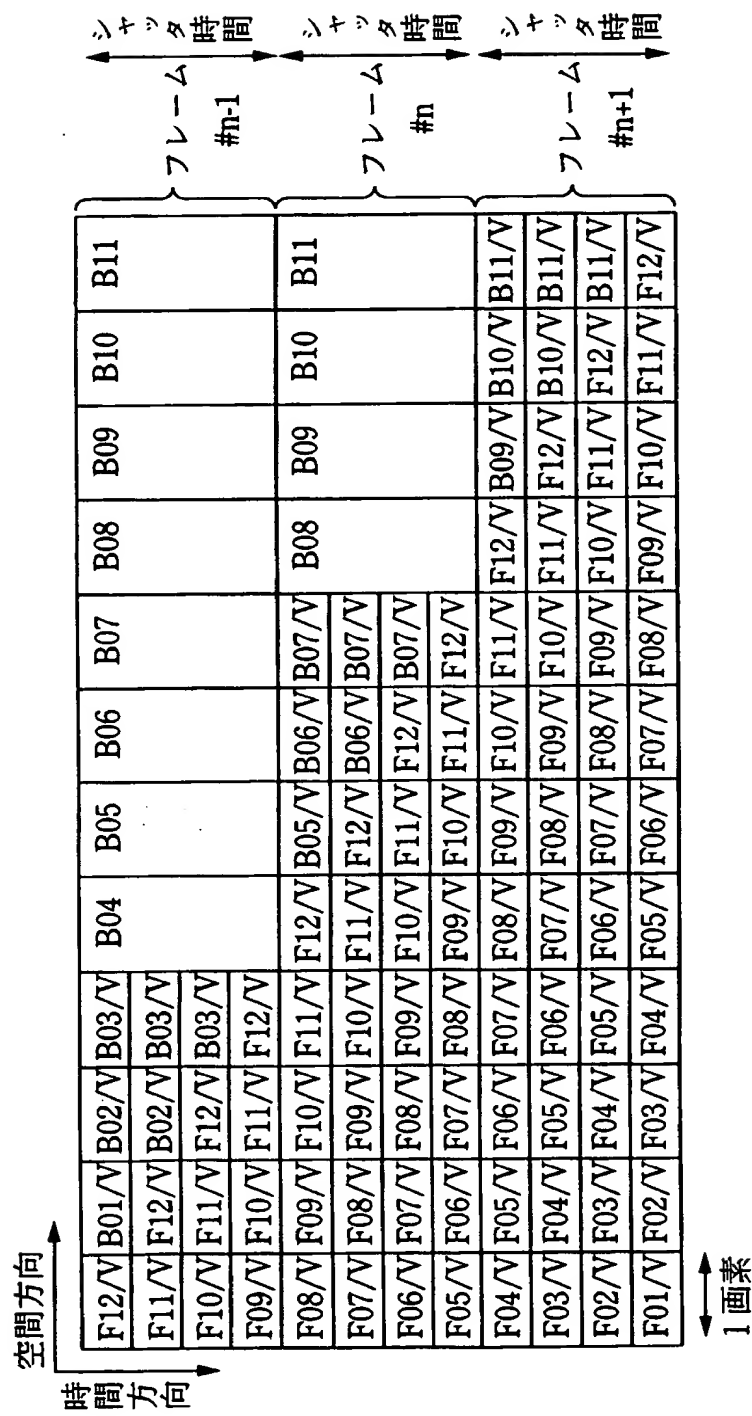 空間方向
時間方向
F12/V B01/V B02/V B03/V B04 B05 B06 B07 B08 B09 B10 B11
F11/V F12/V B02/V B03/V
F10/V F11/V F12/V B03/V
F09/V F10/V F11/V F12/V
フレーム #n-1
シャッタ時間
F08/V F09/V F10/V F11/V F12/V B05/V B06/V B07/V B08 B09 B10 B11
F07/V F08/V F09/V F10/V F11/V F12/V B06/V B07/V
F06/V F07/V F08/V F09/V F10/V F11/V F12/V B07/V
F05/V F06/V F07/V F08/V F09/V F10/V F11/V F12/V
フレーム #n
シャッタ時間
F04/V F05/V F06/V F07/V F08/V F09/V F10/V F11/V F12/V B09/V B10/V B11/V
F03/V F04/V F05/V F06/V F07/V F08/V F09/V F10/V F11/V F12/V B10/V B11/V
F02/V F03/V F04/V F05/V F06/V F07/V F08/V F09/V F10/V F11/V F12/V B11/V
F01/V F02/V F03/V F04/V F05/V F06/V F07/V F08/V F09/V F10/V F11/V F12/V
フレーム #n+1
シャッタ時間
1画素